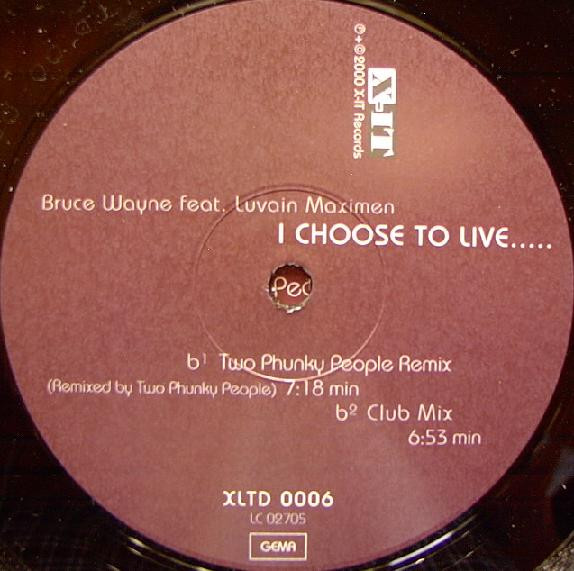 X-IT
℗ + © 2000 X-IT Records
Bruce Wayne feat. Luvain Maximen
I CHOOSE TO LIVE.....
Pec
b¹ Two Phunky People Remix
(Remixed by Two Phunky People) 7:18 min
b² Club Mix
6:53 min
XLTD 0006
LC 02705
GEMA